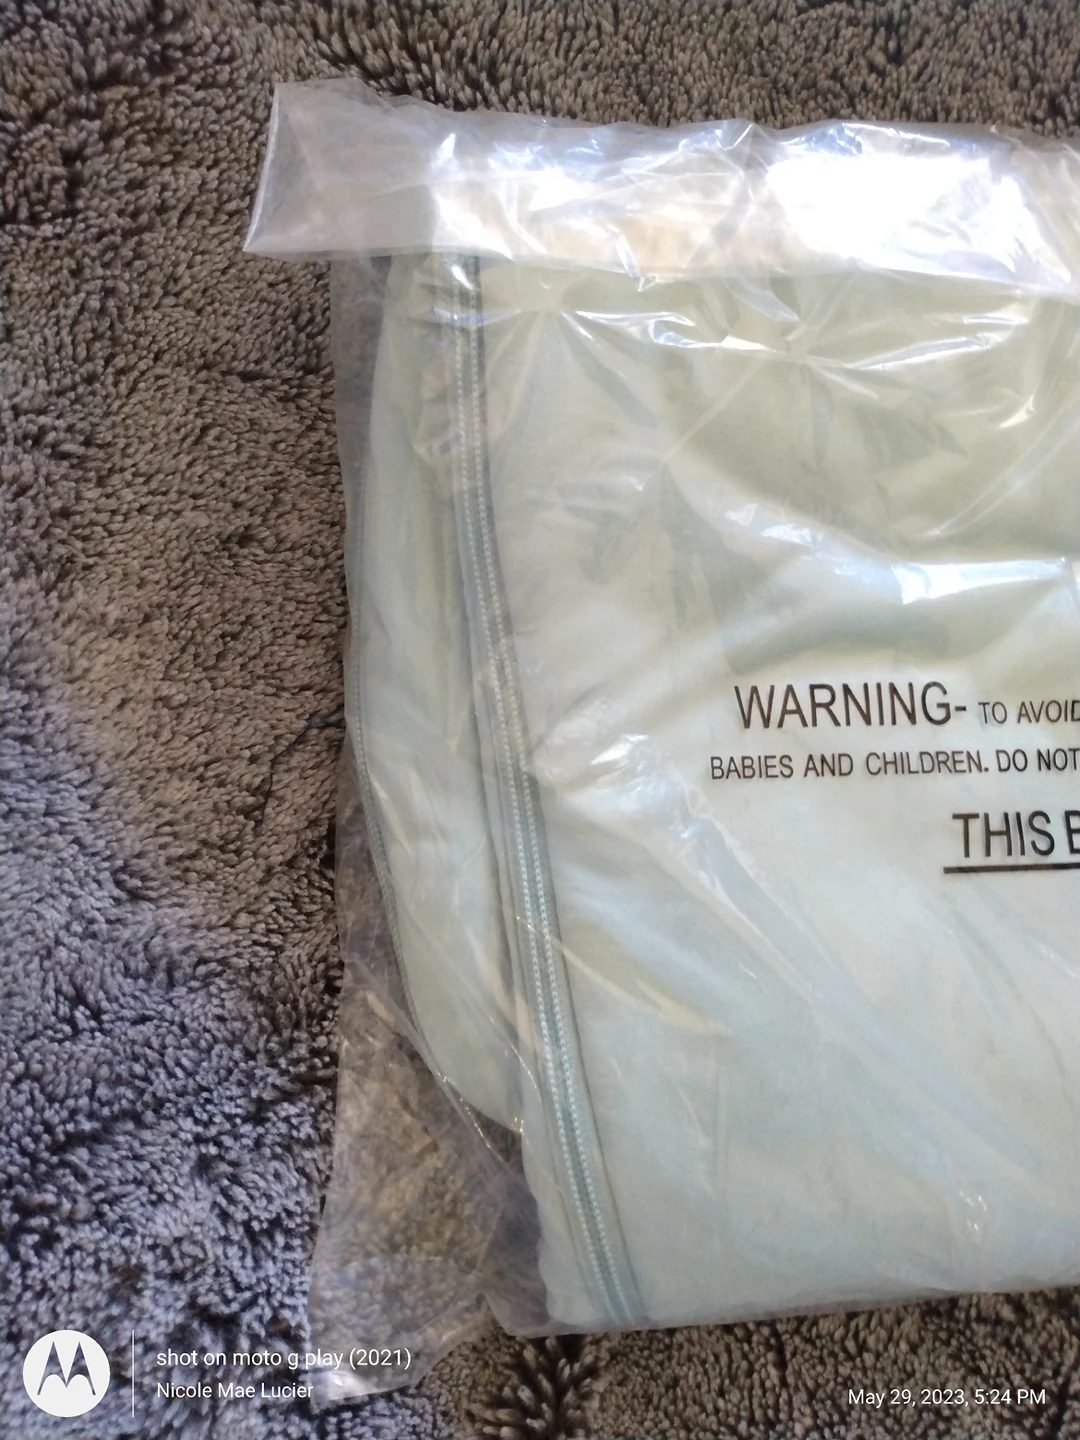 WARNING- TO AVOID
BABIES AND CHILDREN. DO NOT
THIS
shot on moto g play (2021)
Nicole Mae Lucier
May 29, 2023, 5:24 PM